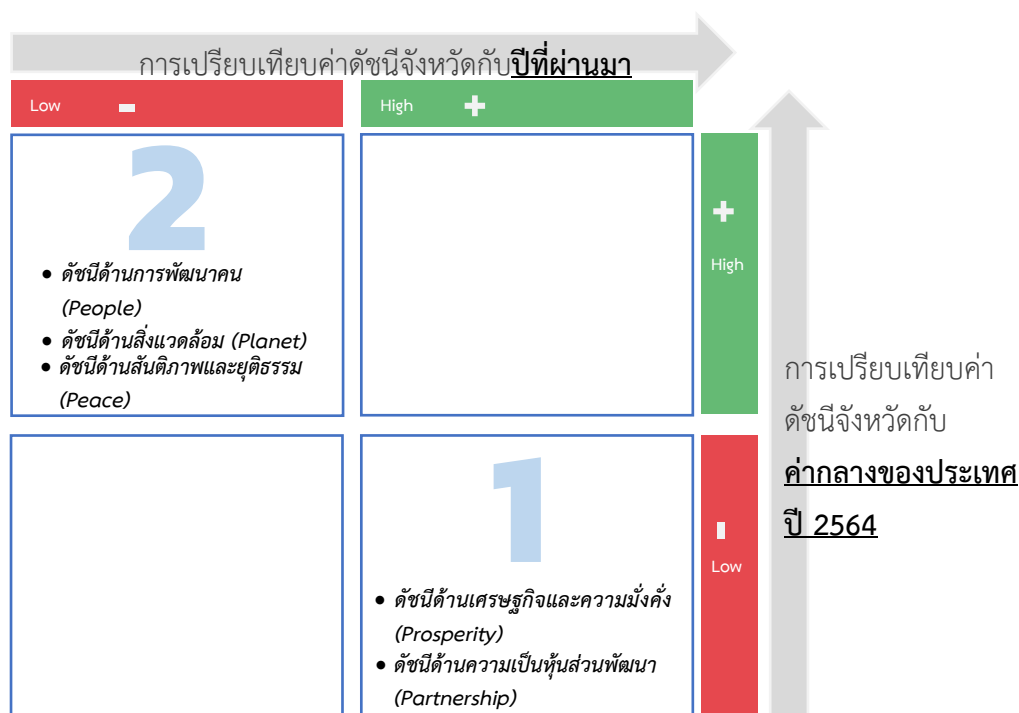 การเปรียบเทียบค่าดัชนีจังหวัดกับปีที่ผ่านมา
Low -
High +
2
• ดัชนีด้านการพัฒนาคน
(People)
• ดัชนีด้านสิ่งแวดล้อม (Planet)
• ดัชนีด้านสันติภาพและยุติธรรม
(Peace)
+
High
การเปรียบเทียบค่า
ดัชนีจังหวัดกับ
ค่ากลางของประเทศ
ปี 2564
1
• ดัชนีด้านเศรษฐกิจและความมั่งคั่ง
(Prosperity)
• ดัชนีด้านความเป็นหุ้นส่วนพัฒนา
(Partnership)
-
Low